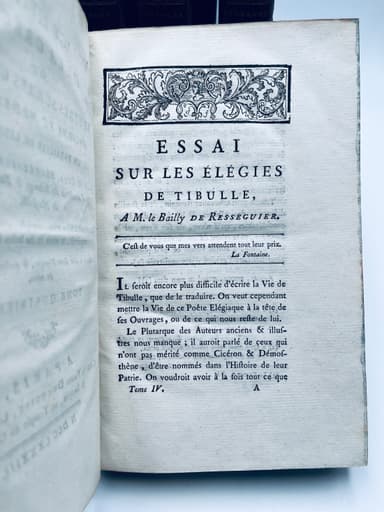 ESSAI
SUR LES ÉLÉGIES
DE TIBULLE,
A M. le Bailly DE RESSEGUIER.
C'est de vous que mes vers attendent tout leur prix.
La Fontaine.
IL seroit encore plus difficile d'écrire la Vie de
Tibulle, que de le traduire. On veut cependant
mettre la Vie de ce Poëte Elégiaque à la tête de
ses Ouvrages, ou de ce qui nous reste de lui.
Le Plutarque des Auteurs anciens & illus-
tres nous manque; il auroit parlé de ceux qui
n'ont pas mérité comme Cicéron & Démos-
thène, d'être nommés dans l'Histoire de leur
Patrie. On voudroit avoir à la fois tout ce que
Tome IV. A